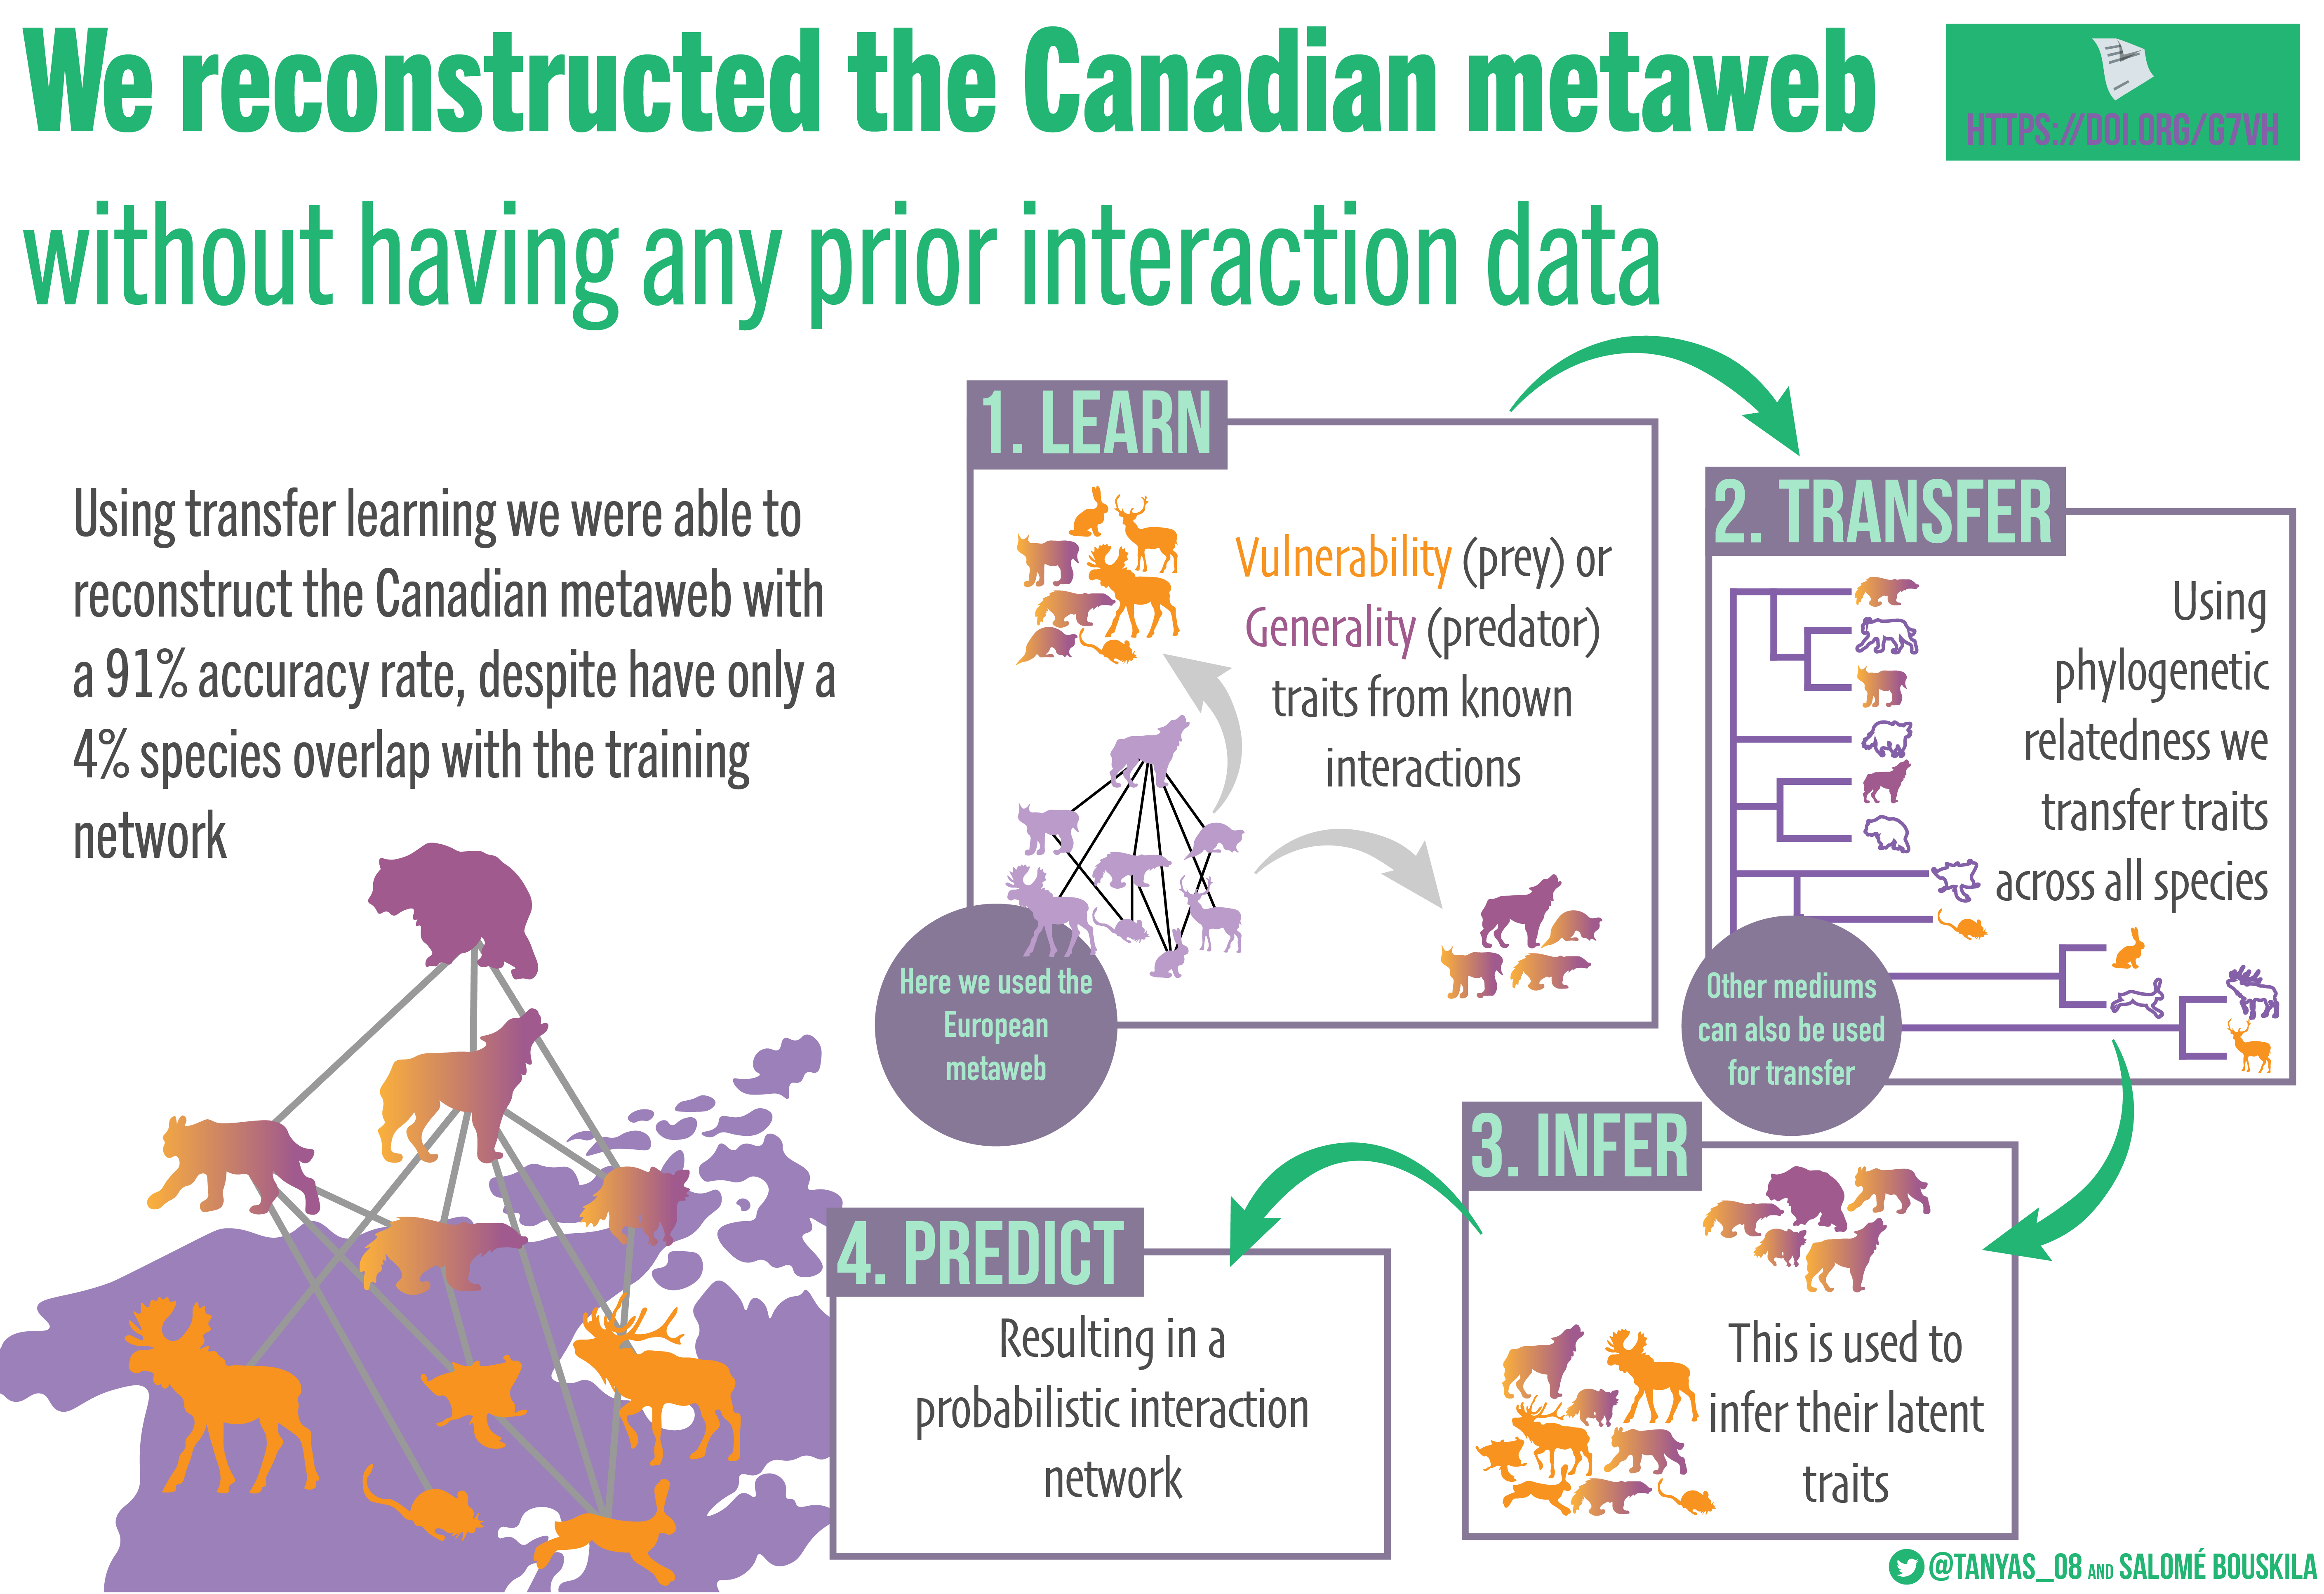 We reconstructed the Canadian metaweb
HTTPS://DOI.ORG/G7VH
without having any prior interaction data
Using transfer learning we were able to
reconstruct the Canadian metaweb with
a 91% accuracy rate, despite have only a
4% species overlap with the training
network
1. LEARN
Vulnerability (prey) or
Generality (predator)
traits from known
interactions
Here we used the
European
metaweb
2. TRANSFER
Using
phylogenetic
relatedness we
transfer traits
across all species
Other mediums
can also be used
for transfer
3. INFER
This is used to
infer their latent
traits
4. PREDICT
Resulting in a
probabilistic interaction
network
@TANYAS_08 AND SALOMÉ BOUSKILA